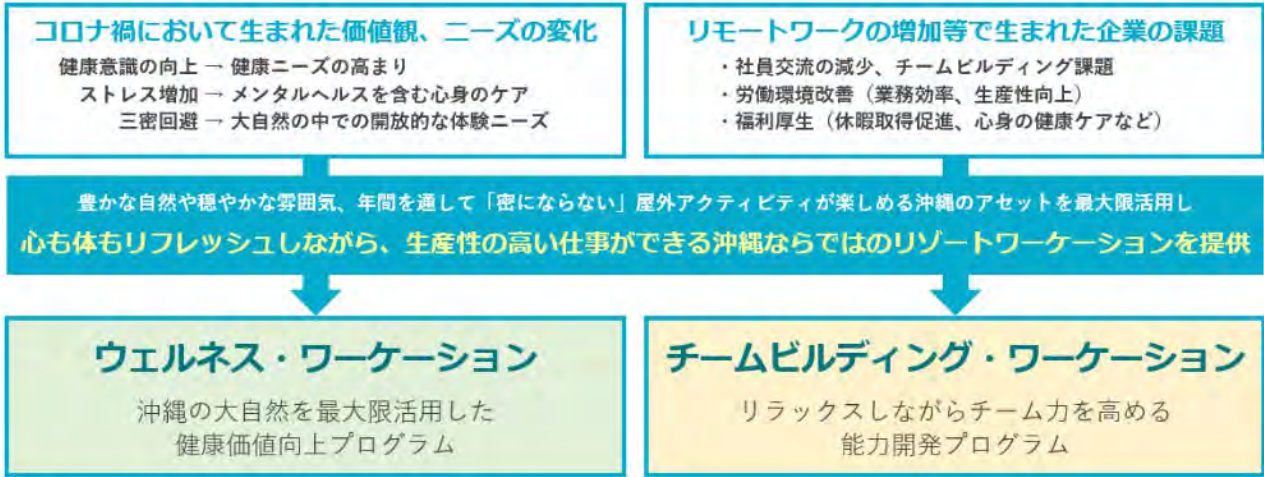 コロナ禍において生まれた価値観、ニーズの変化
健康意識の向上 → 健康ニーズの高まり
ストレス増加 → メンタルヘルスを含む心身のケア
三密回避 → 大自然の中での開放的な体験ニーズ
リモートワークの増加等で生まれた企業の課題
・社員交流の減少、チームビルディング課題
・労働環境改善（業務効率、生産性向上）
・福利厚生（休暇取得促進、心身の健康ケアなど）
豊かな自然や穏やかな雰囲気、年間を通して「密にならない」屋外アクティビティが楽しめる沖縄のアセットを最大限活用し
心も体もリフレッシュしながら、生産性の高い仕事ができる沖縄ならではのリゾートワーケーションを提供
ウェルネス・ワーケーション
沖縄の大自然を最大限活用した
健康価値向上プログラム
チームビルディング・ワーケーション
リラックスしながらチーム力を高める
能力開発プログラム